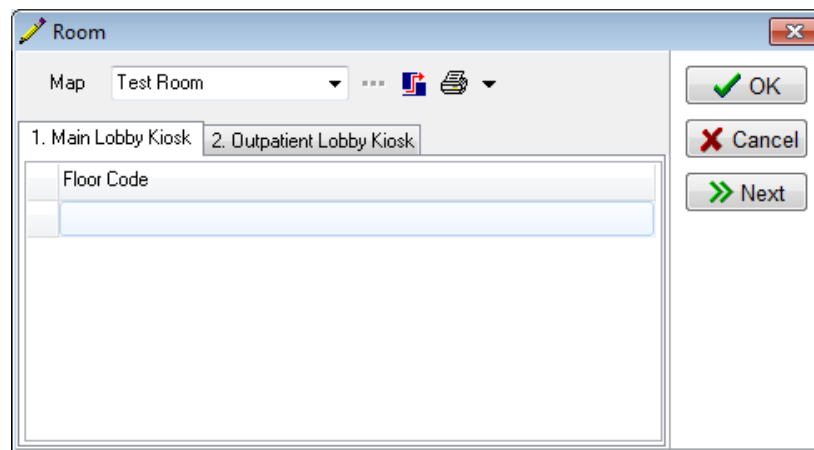 Room
Map Test Room
OK
1. Main Lobby Kiosk 2. Outpatient Lobby Kiosk
Cancel
Floor Code
Next